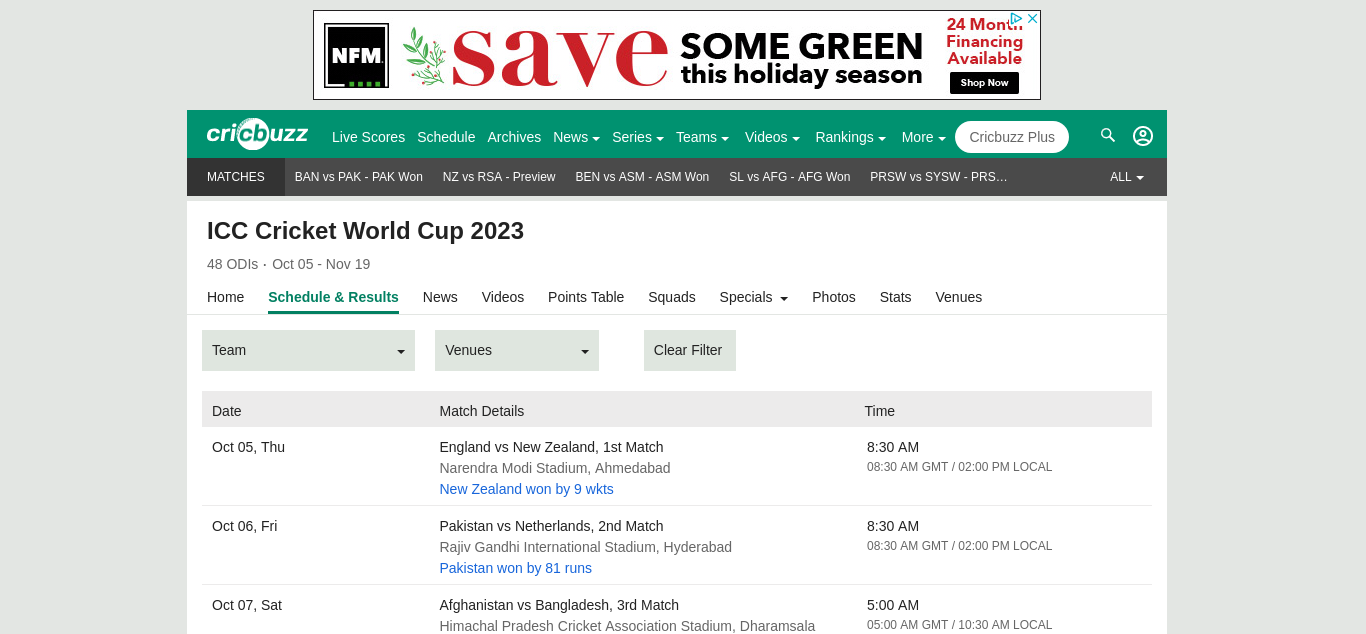 NFM
save
SOME GREEN
this holiday season
24 Month
Financing
Available
Shop Now
cricbuzz
Live Scores Schedule Archives News Series Teams Videos Rankings More Cricbuzz Plus
MATCHES BAN vs PAK - PAK Won NZ vs RSA - Preview BEN vs ASM - ASM Won SL vs AFG - AFG Won PRSW vs SYSW - PRS… ALL
ICC Cricket World Cup 2023
48 ODIs · Oct 05 - Nov 19
Home Schedule & Results News Videos Points Table Squads Specials Photos Stats Venues
Team Venues Clear Filter
Date Match Details Time
Oct 05, Thu England vs New Zealand, 1st Match 8:30 AM
Narendra Modi Stadium, Ahmedabad 08:30 AM GMT / 02:00 PM LOCAL
New Zealand won by 9 wkts
Oct 06, Fri Pakistan vs Netherlands, 2nd Match 8:30 AM
Rajiv Gandhi International Stadium, Hyderabad 08:30 AM GMT / 02:00 PM LOCAL
Pakistan won by 81 runs
Oct 07, Sat Afghanistan vs Bangladesh, 3rd Match 5:00 AM
Himachal Pradesh Cricket Association Stadium, Dharamsala 05:00 AM GMT / 10:30 AM LOCAL